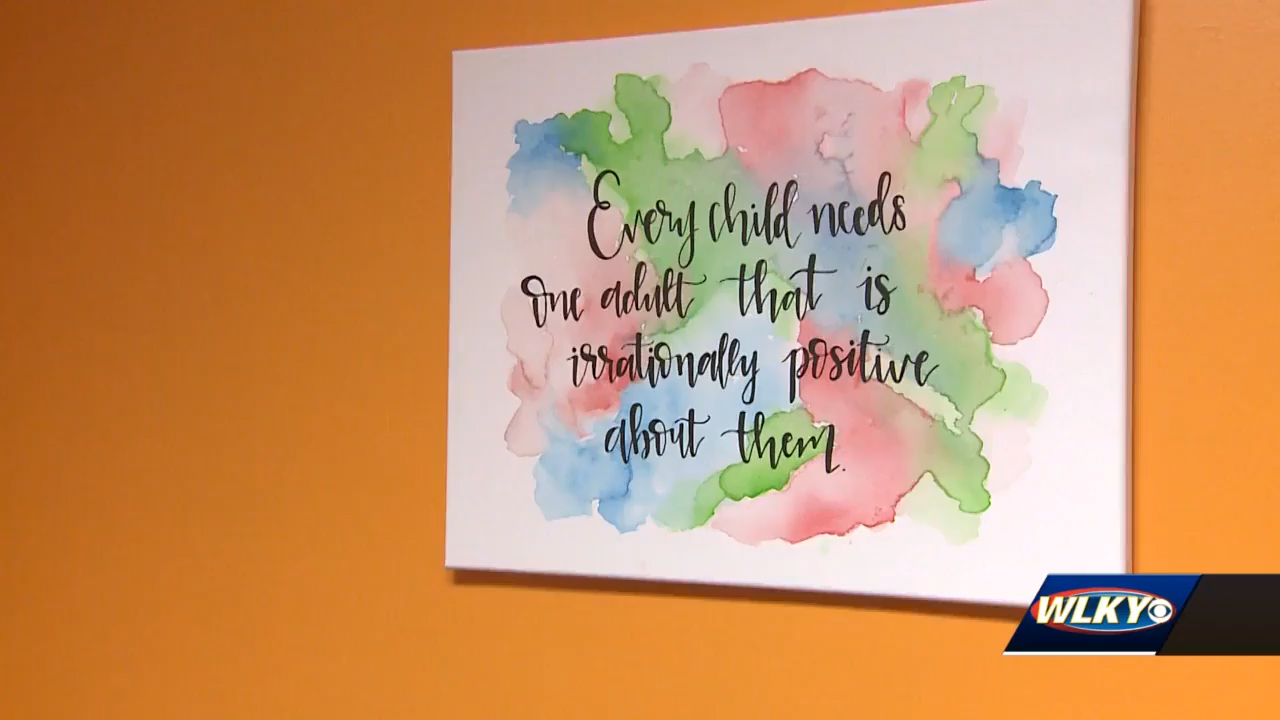 Every child needs
one adult that is
irrationally positive
about them.
WLKY